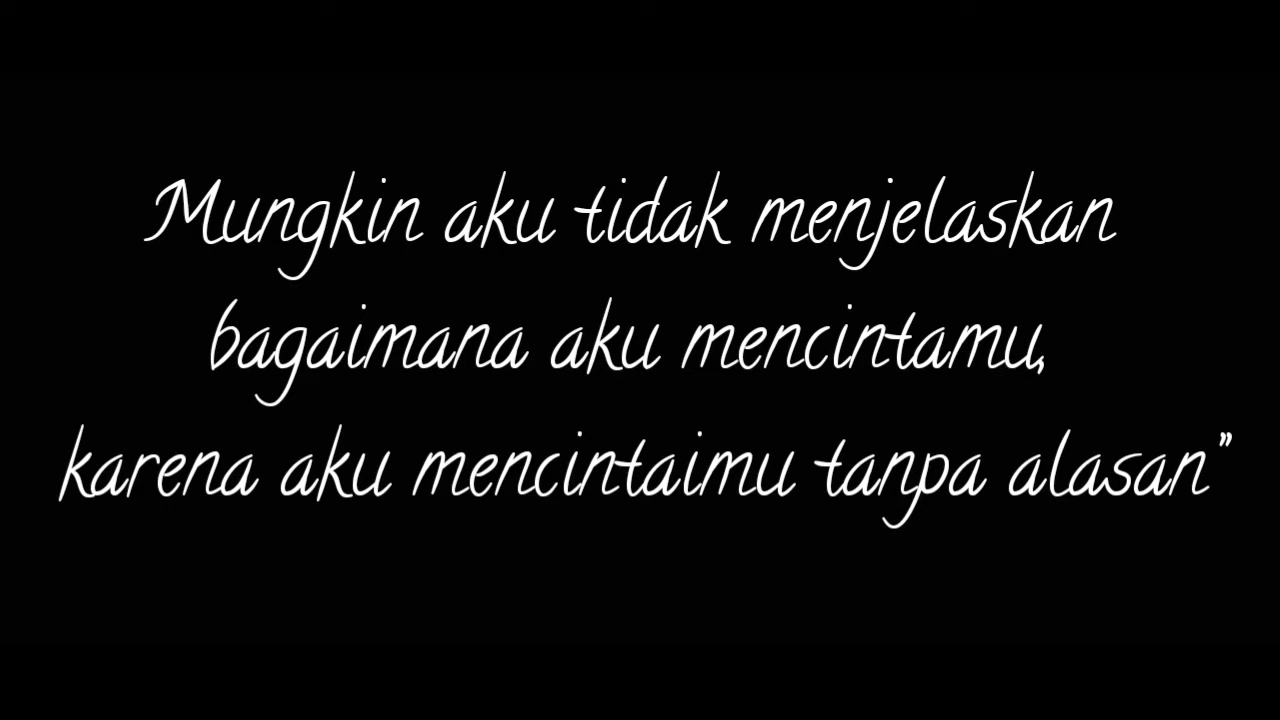 Mungkin aku tidak menjelaskan
bagaimana aku mencintamu,
karena aku mencintaimu tanpa alasan"